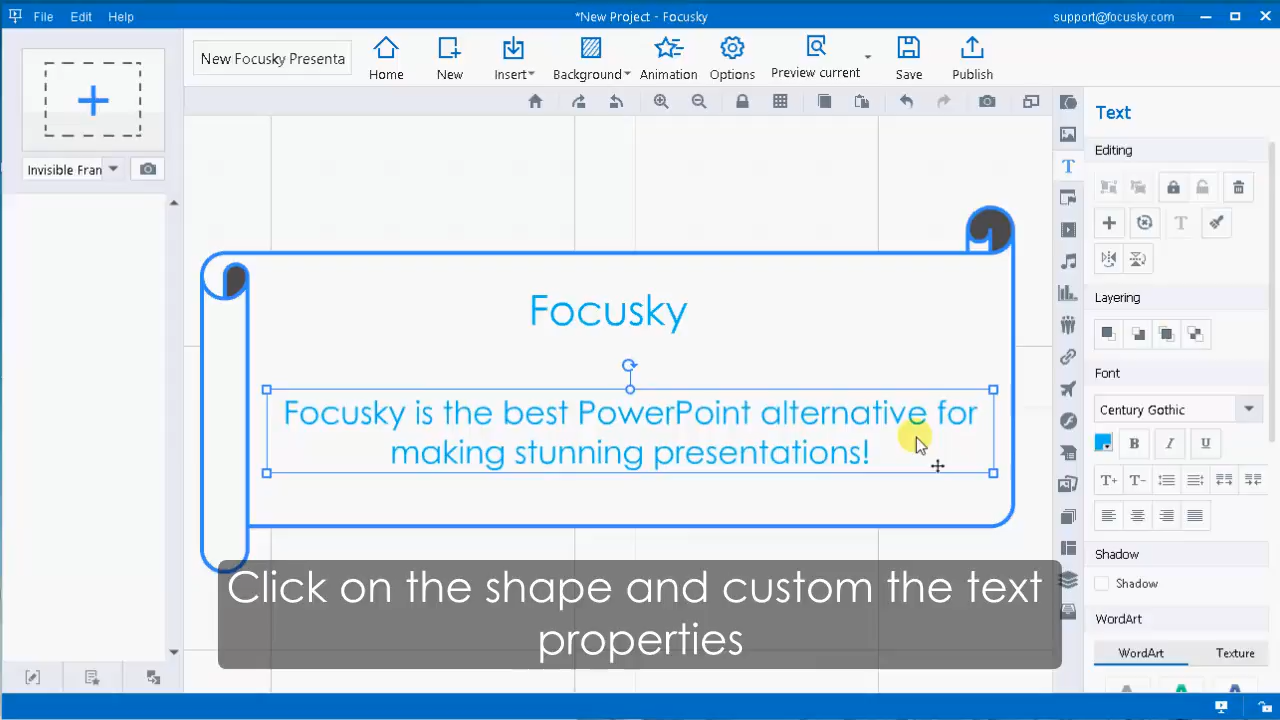 File Edit Help
*New Project - Focusky
support@focusky.com
New Focusky Presenta
Home New Insert Background Animation Options Preview current Save Publish
Invisible Fran
Text
Editing
Layering
Font
Century Gothic
B I U
T+ T-
Shadow
Shadow
WordArt
WordArt Texture
Focusky
Focusky is the best PowerPoint alternative for
making stunning presentations!
Click on the shape and custom the text
properties